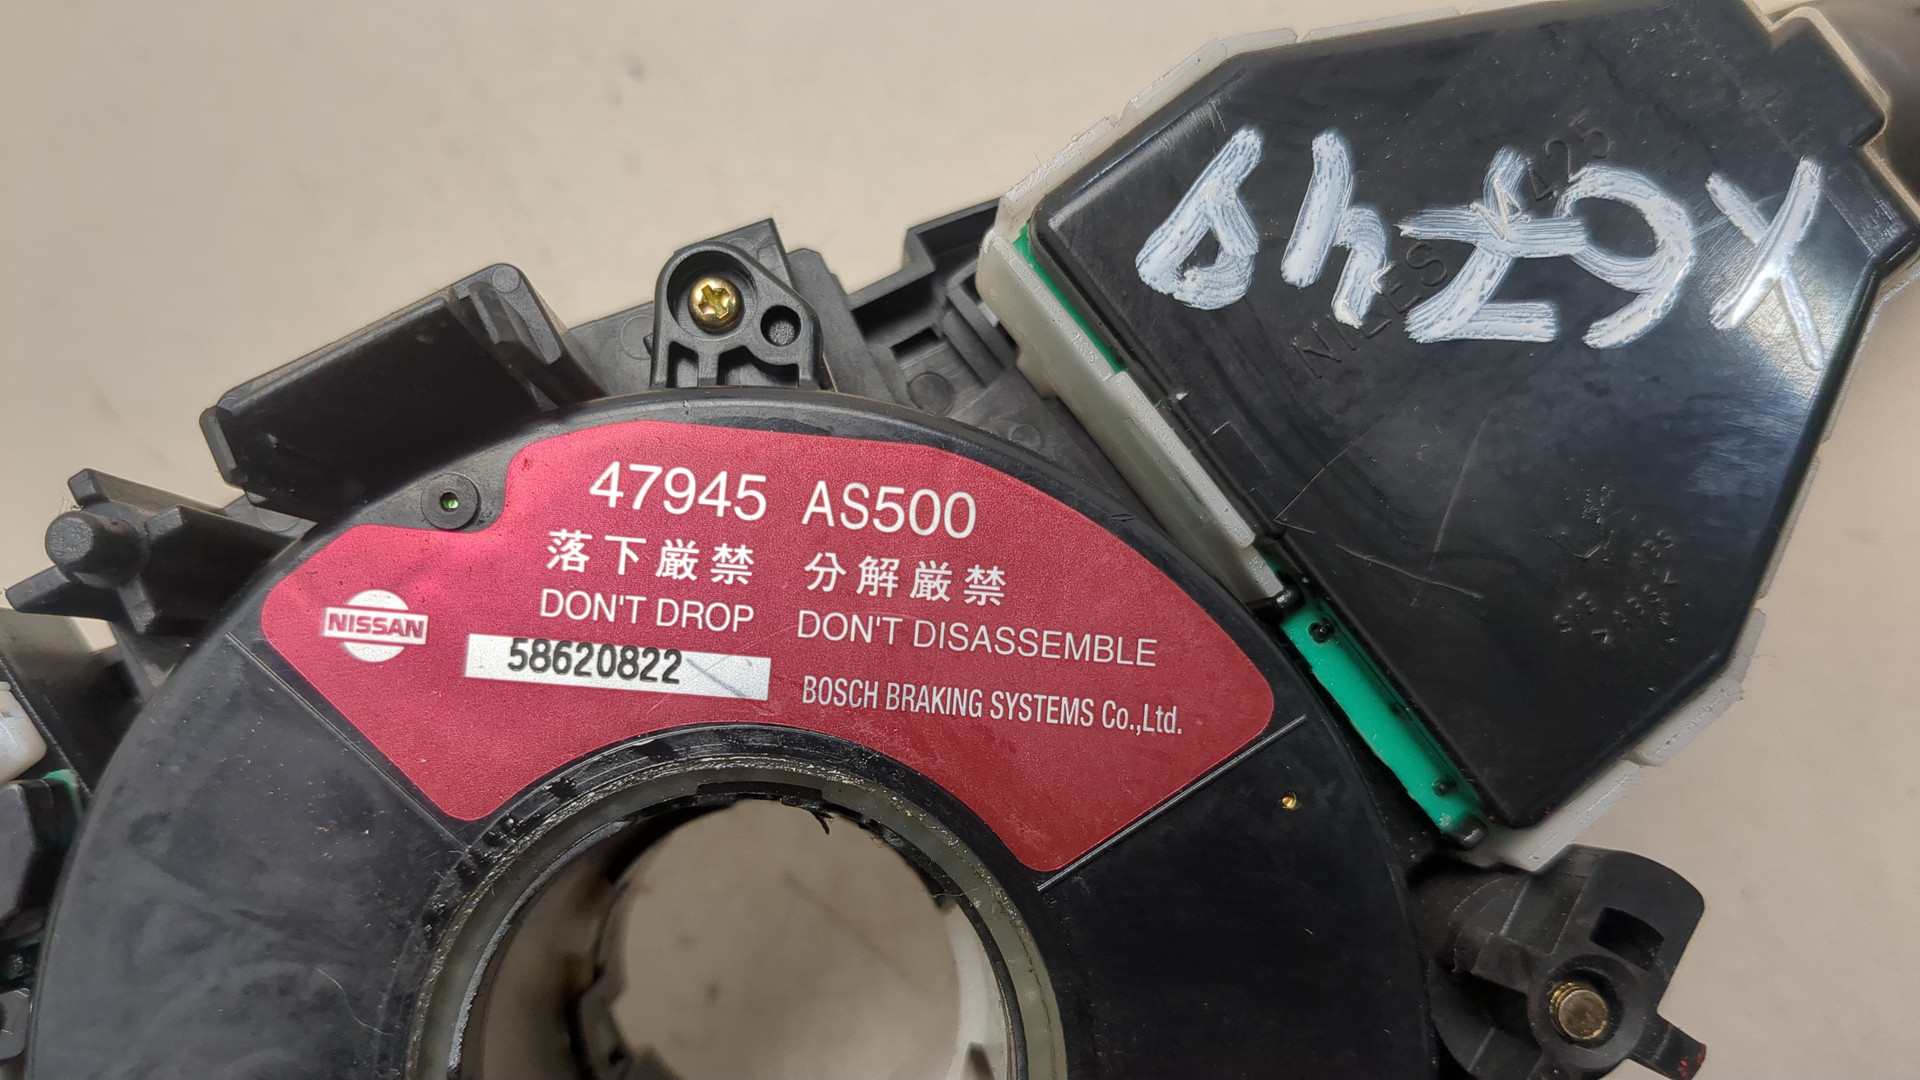 47945 AS500
落下厳禁 分解厳禁
DON'T DROP DON'T DISASSEMBLE
NISSAN
58620822
BOSCH BRAKING SYSTEMS Co.,Ltd.
NILES
425